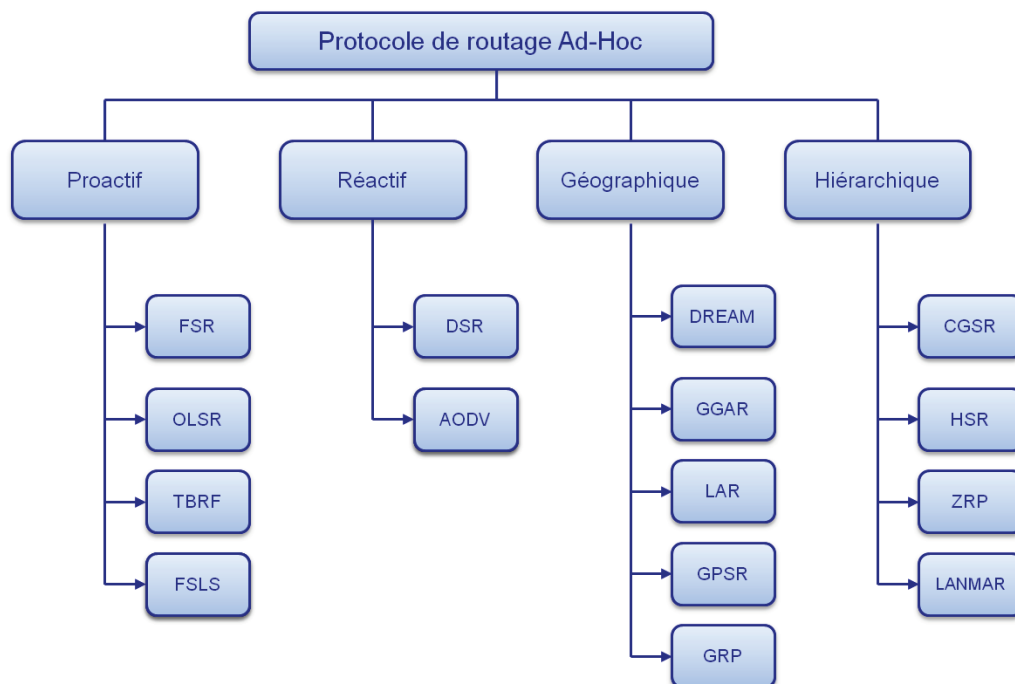 Protocole de routage Ad-Hoc
Proactif
Réactif
Géographique
Hiérarchique
FSR
OLSR
TBRF
FSLS
DSR
AODV
DREAM
GGAR
LAR
GPSR
GRP
CGSR
HSR
ZRP
LANMAR